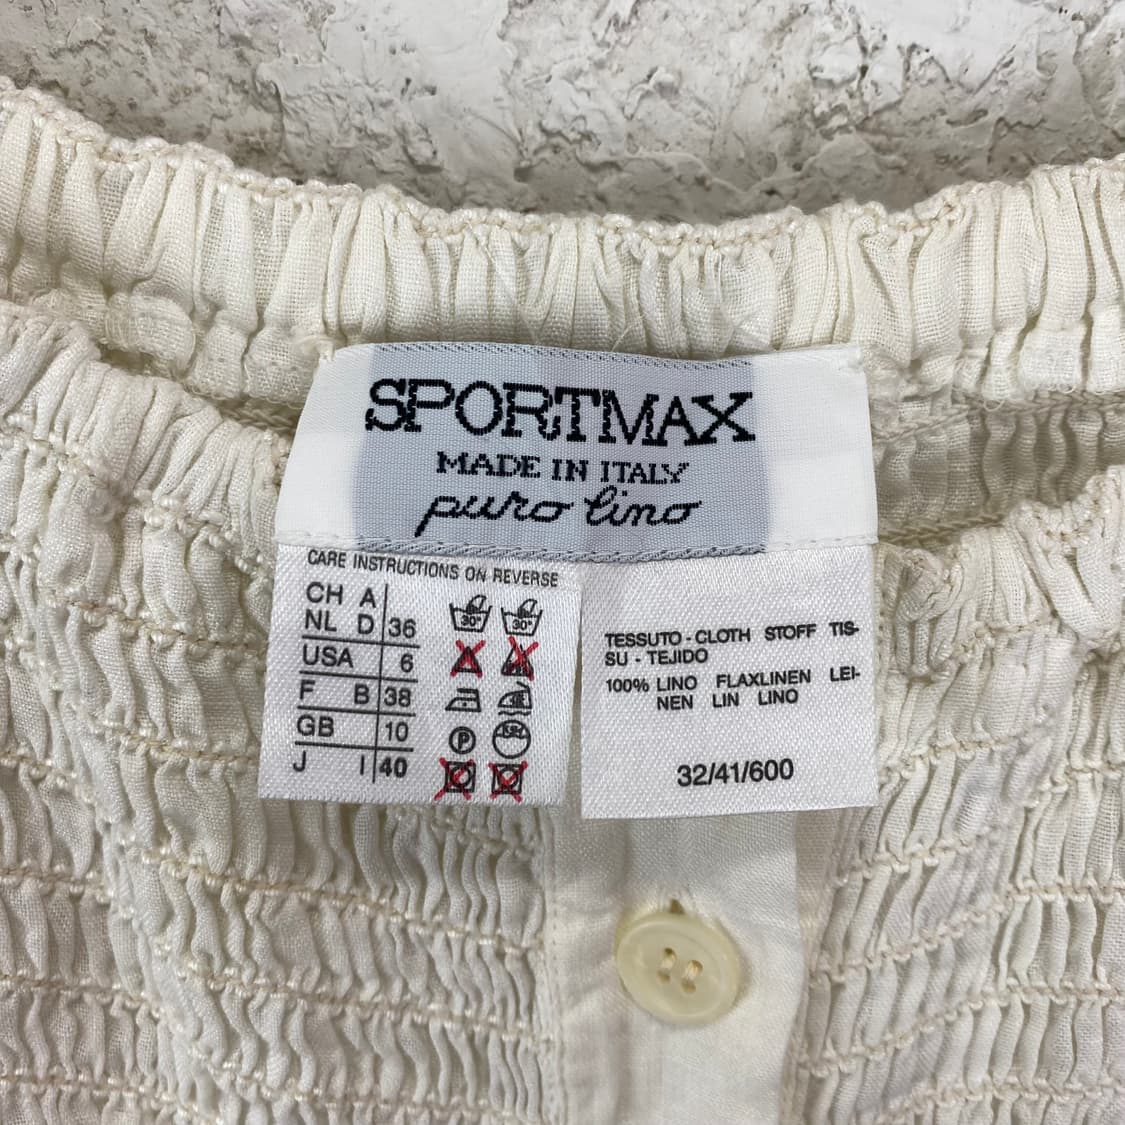 SPORTMAX
MADE IN ITALY
puro lino
CARE INSTRUCTIONS ON REVERSE
CH A
NL D 36
USA 6
F B 38
GB 10
J I 40
30° 30°
P
TESSUTO - CLOTH STOFF TIS-
SU - TEJIDO
100% LINO FLAXLINEN LEI-
NEN LIN LINO
32/41/600